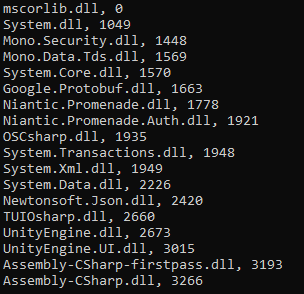 mscorlib.dll, 0
System.dll, 1049
Mono.Security.dll, 1448
Mono.Data.Tds.dll, 1569
System.Core.dll, 1570
Google.Protobuf.dll, 1663
Niantic.Promenade.dll, 1778
Niantic.Promenade.Auth.dll, 1921
OSCsharp.dll, 1935
System.Transactions.dll, 1948
System.Xml.dll, 1949
System.Data.dll, 2226
Newtonsoft.Json.dll, 2420
TUIOsharp.dll, 2660
UnityEngine.dll, 2673
UnityEngine.UI.dll, 3015
Assembly-CSharp-firstpass.dll, 3193
Assembly-CSharp.dll, 3266